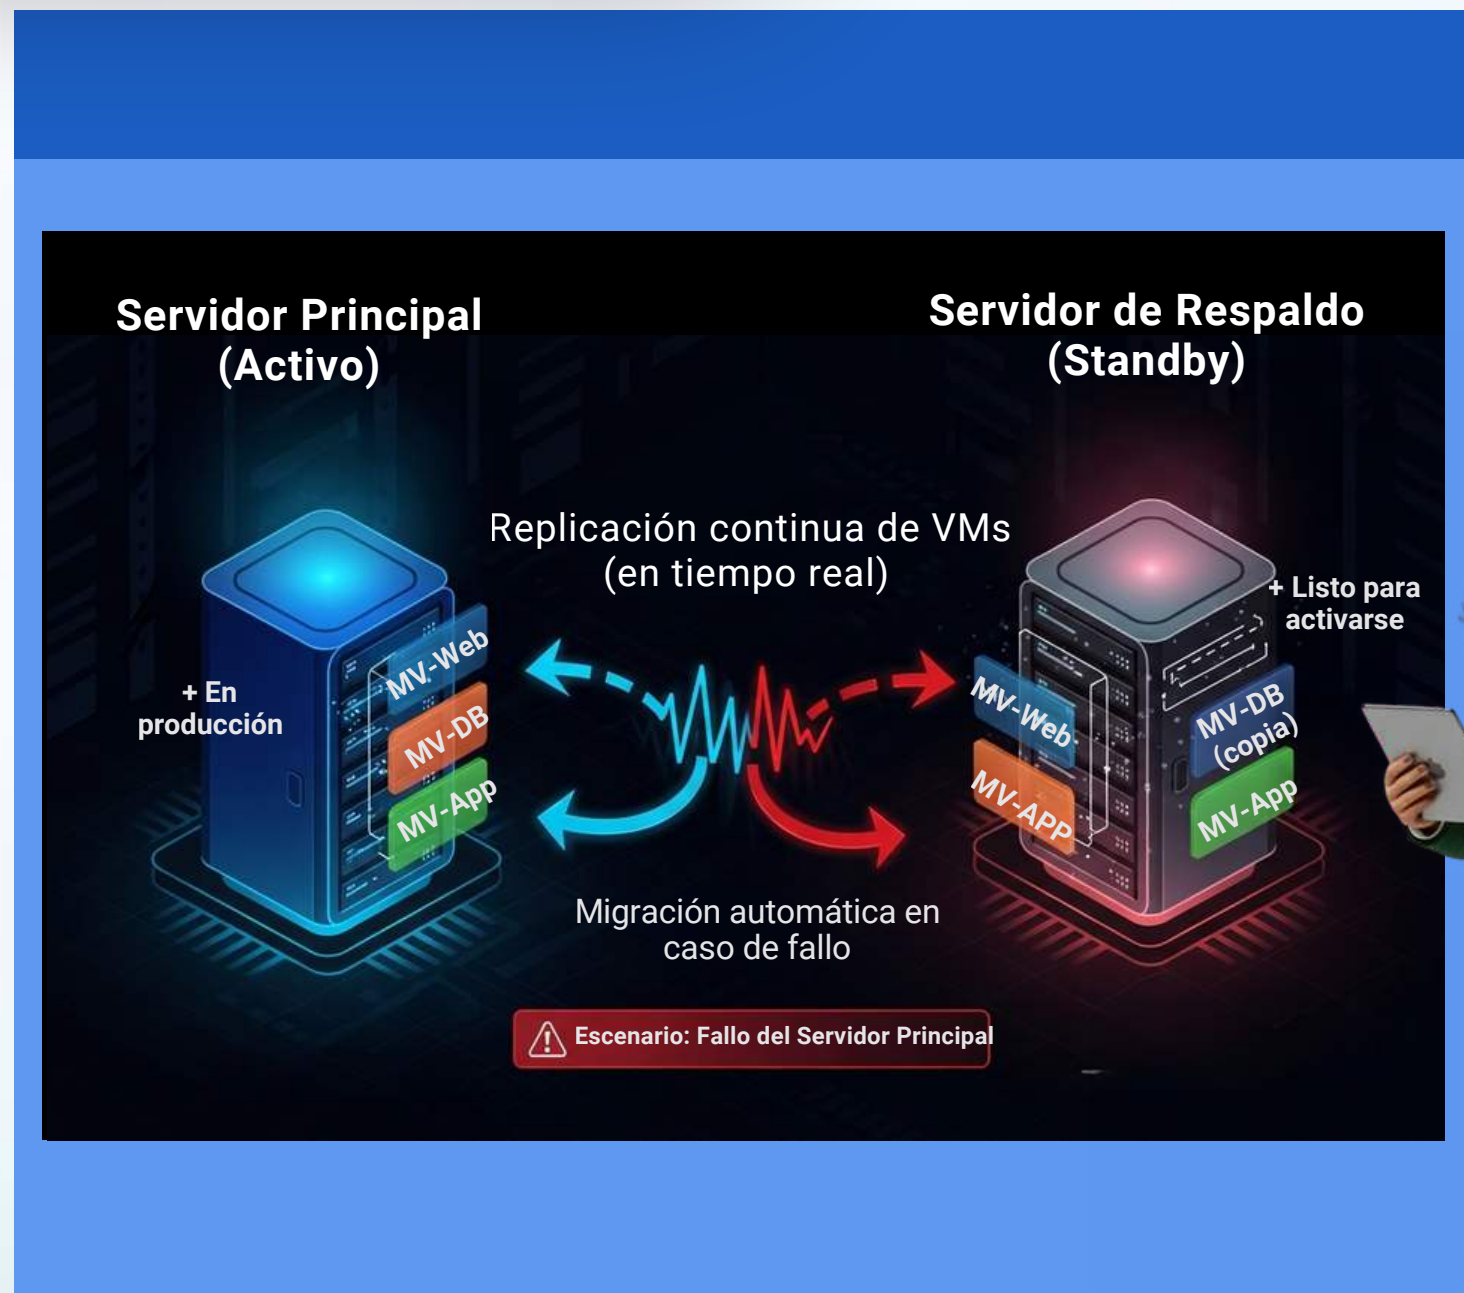 Servidor Principal
(Activo)
Servidor de Respaldo
(Standby)
Replicación continua de VMs
(en tiempo real)
+ Listo para
activarse
+ En
producción
MV-Web
MV-DB
MV-App
MV-Web
MV-APP
MV-DB
(copia)
MV-App
Migración automática en
caso de fallo
Escenario: Fallo del Servidor Principal